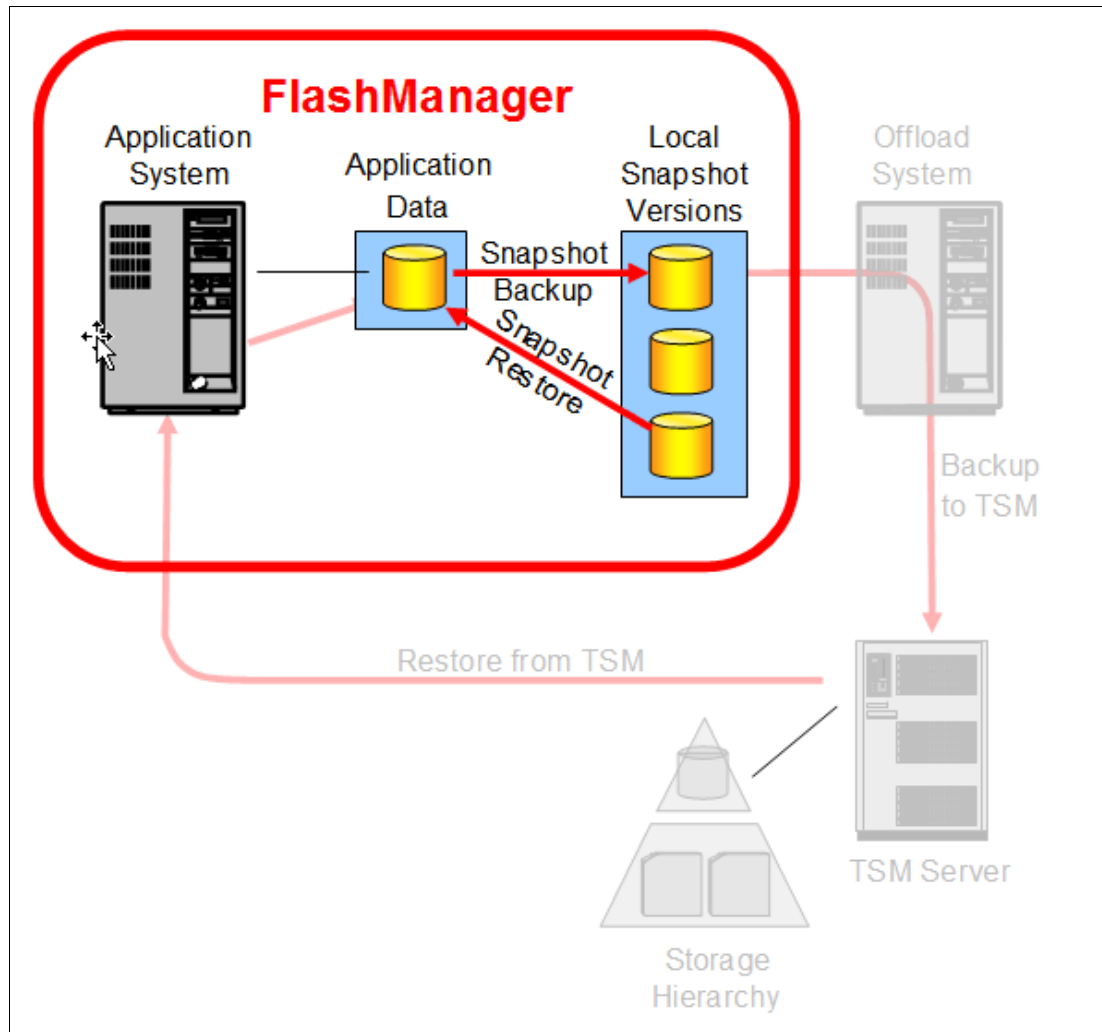 FlashManager
Application
System
Application
Data
Local
Snapshot
Versions
Offload
System
Snapshot
Backup
Snapshot
Restore
Backup
to TSM
Restore from TSM
TSM Server
Storage
Hierarchy